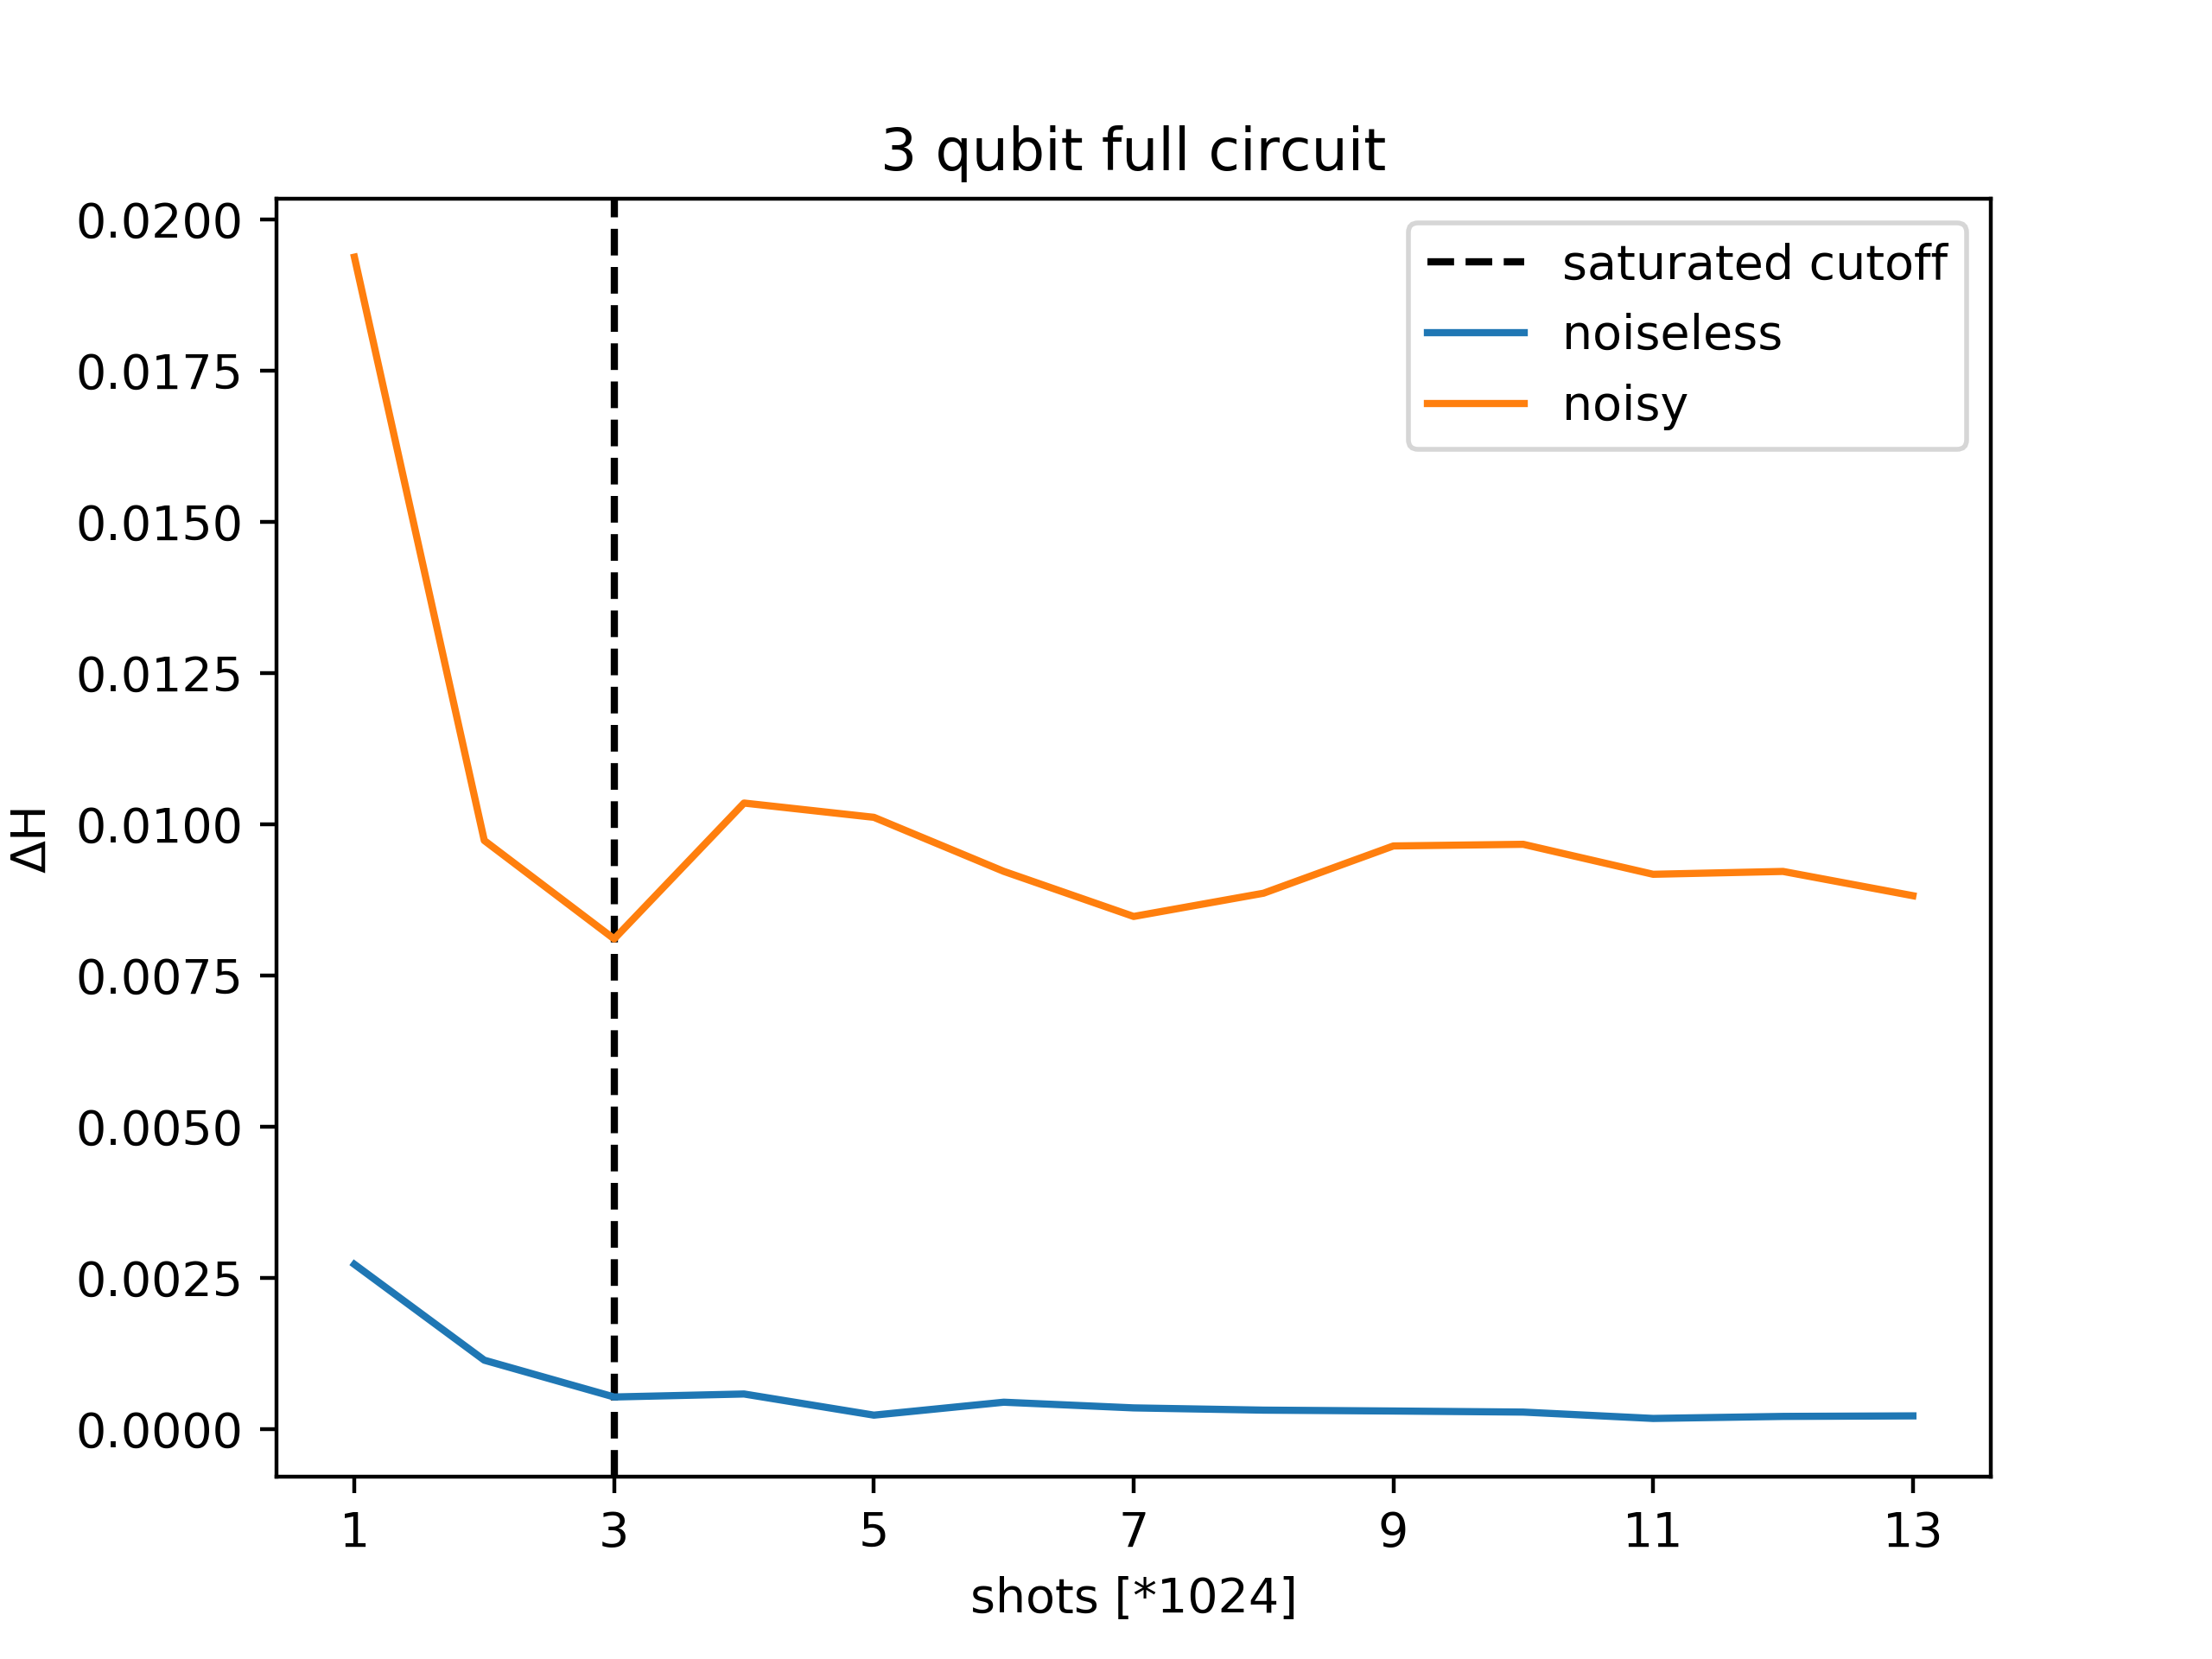 3 qubit full circuit
saturated cutoff
noiseless
noisy
0.0200
0.0175
0.0150
0.0125
0.0100
0.0075
0.0050
0.0025
0.0000
ΔH
1 3 5 7 9 11 13
shots [*1024]